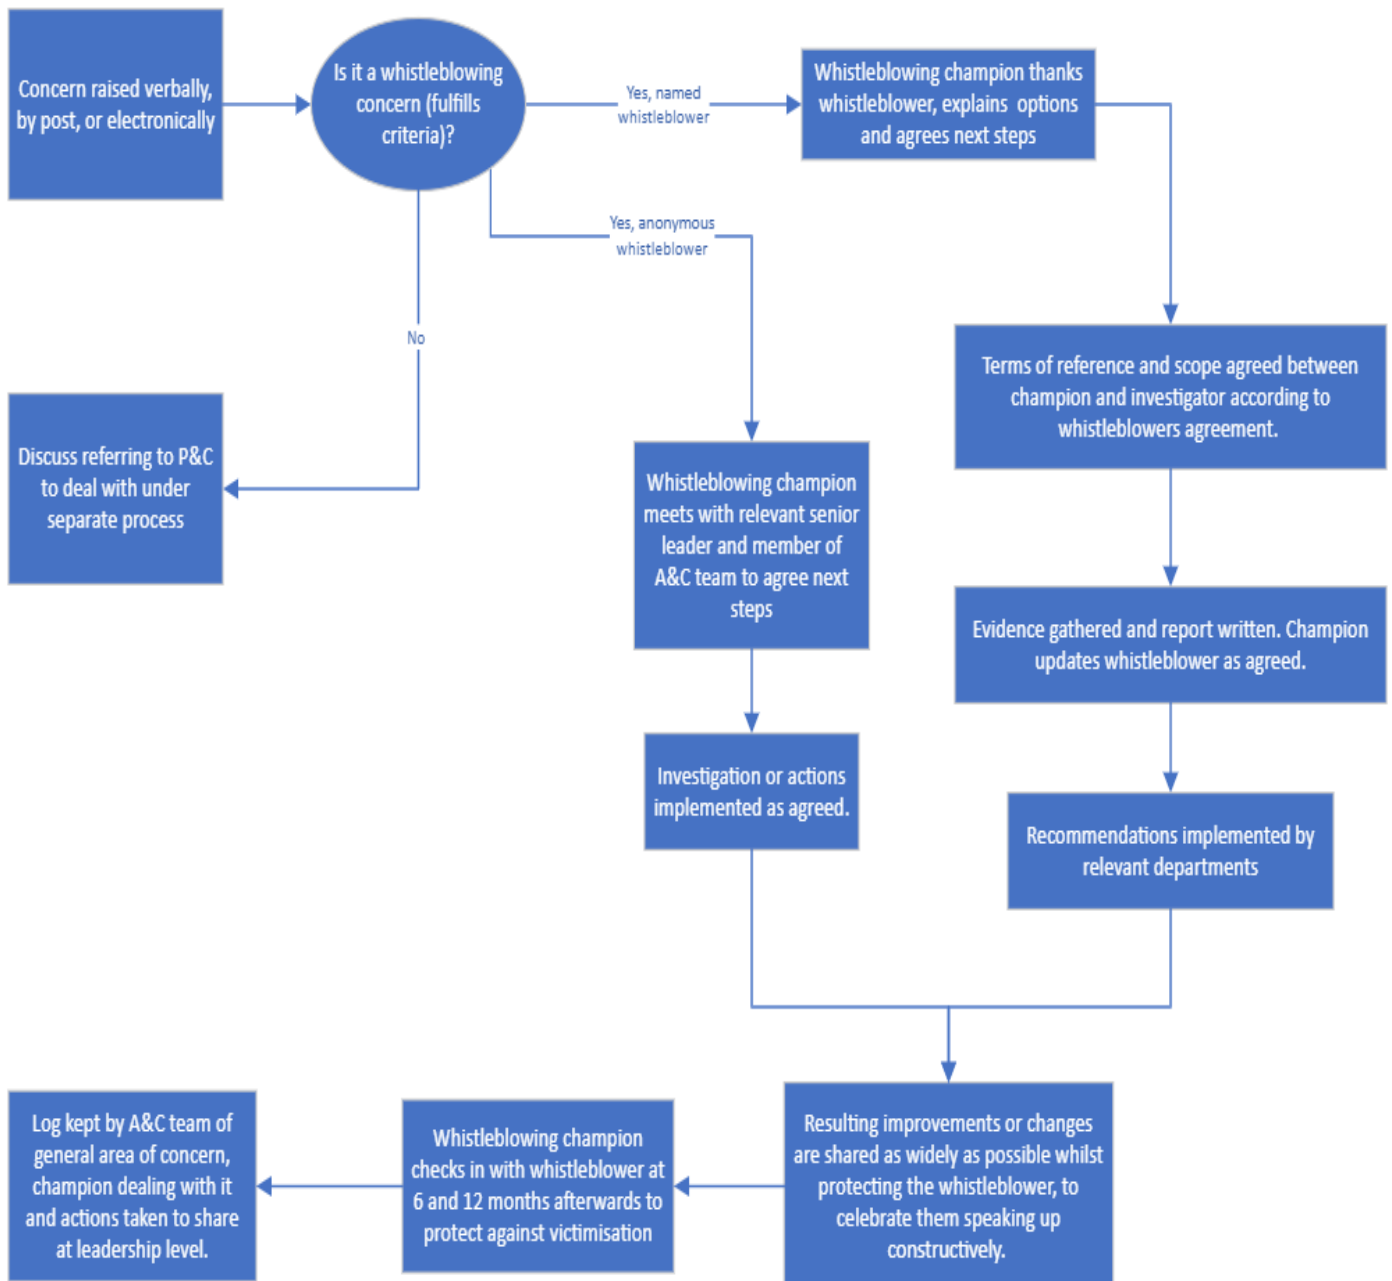 Concern raised verbally,
by post, or electronically
Is it a whistleblowing
concern (fulfills
criteria)?
Yes, named
whistleblower
Whistleblowing champion thanks
whistleblower, explains options
and agrees next steps
Yes, anonymous
whistleblower
No
Terms of reference and scope agreed between
champion and investigator according to
whistleblowers agreement.
Discuss referring to P&C
to deal with under
separate process
Whistleblowing champion
meets with relevant senior
leader and member of
A&C team to agree next
steps
Evidence gathered and report written. Champion
updates whistleblower as agreed.
Investigation or actions
implemented as agreed.
Recommendations implemented by
relevant departments
Resulting improvements or changes
are shared as widely as possible whilst
protecting the whistleblower, to
celebrate them speaking up
constructively.
Whistleblowing champion
checks in with whistleblower at
6 and 12 months afterwards to
protect against victimisation
Log kept by A&C team of
general area of concern,
champion dealing with it
and actions taken to share
at leadership level.